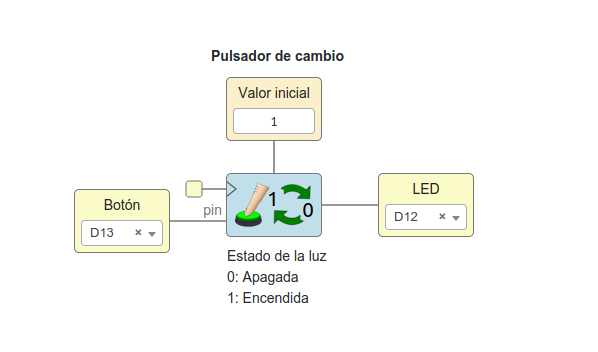 Pulsador de cambio
Valor inicial
1
Botón
D13 × 
pin
1
0
LED
D12 ×
Estado de la luz
0: Apagada
1: Encendida